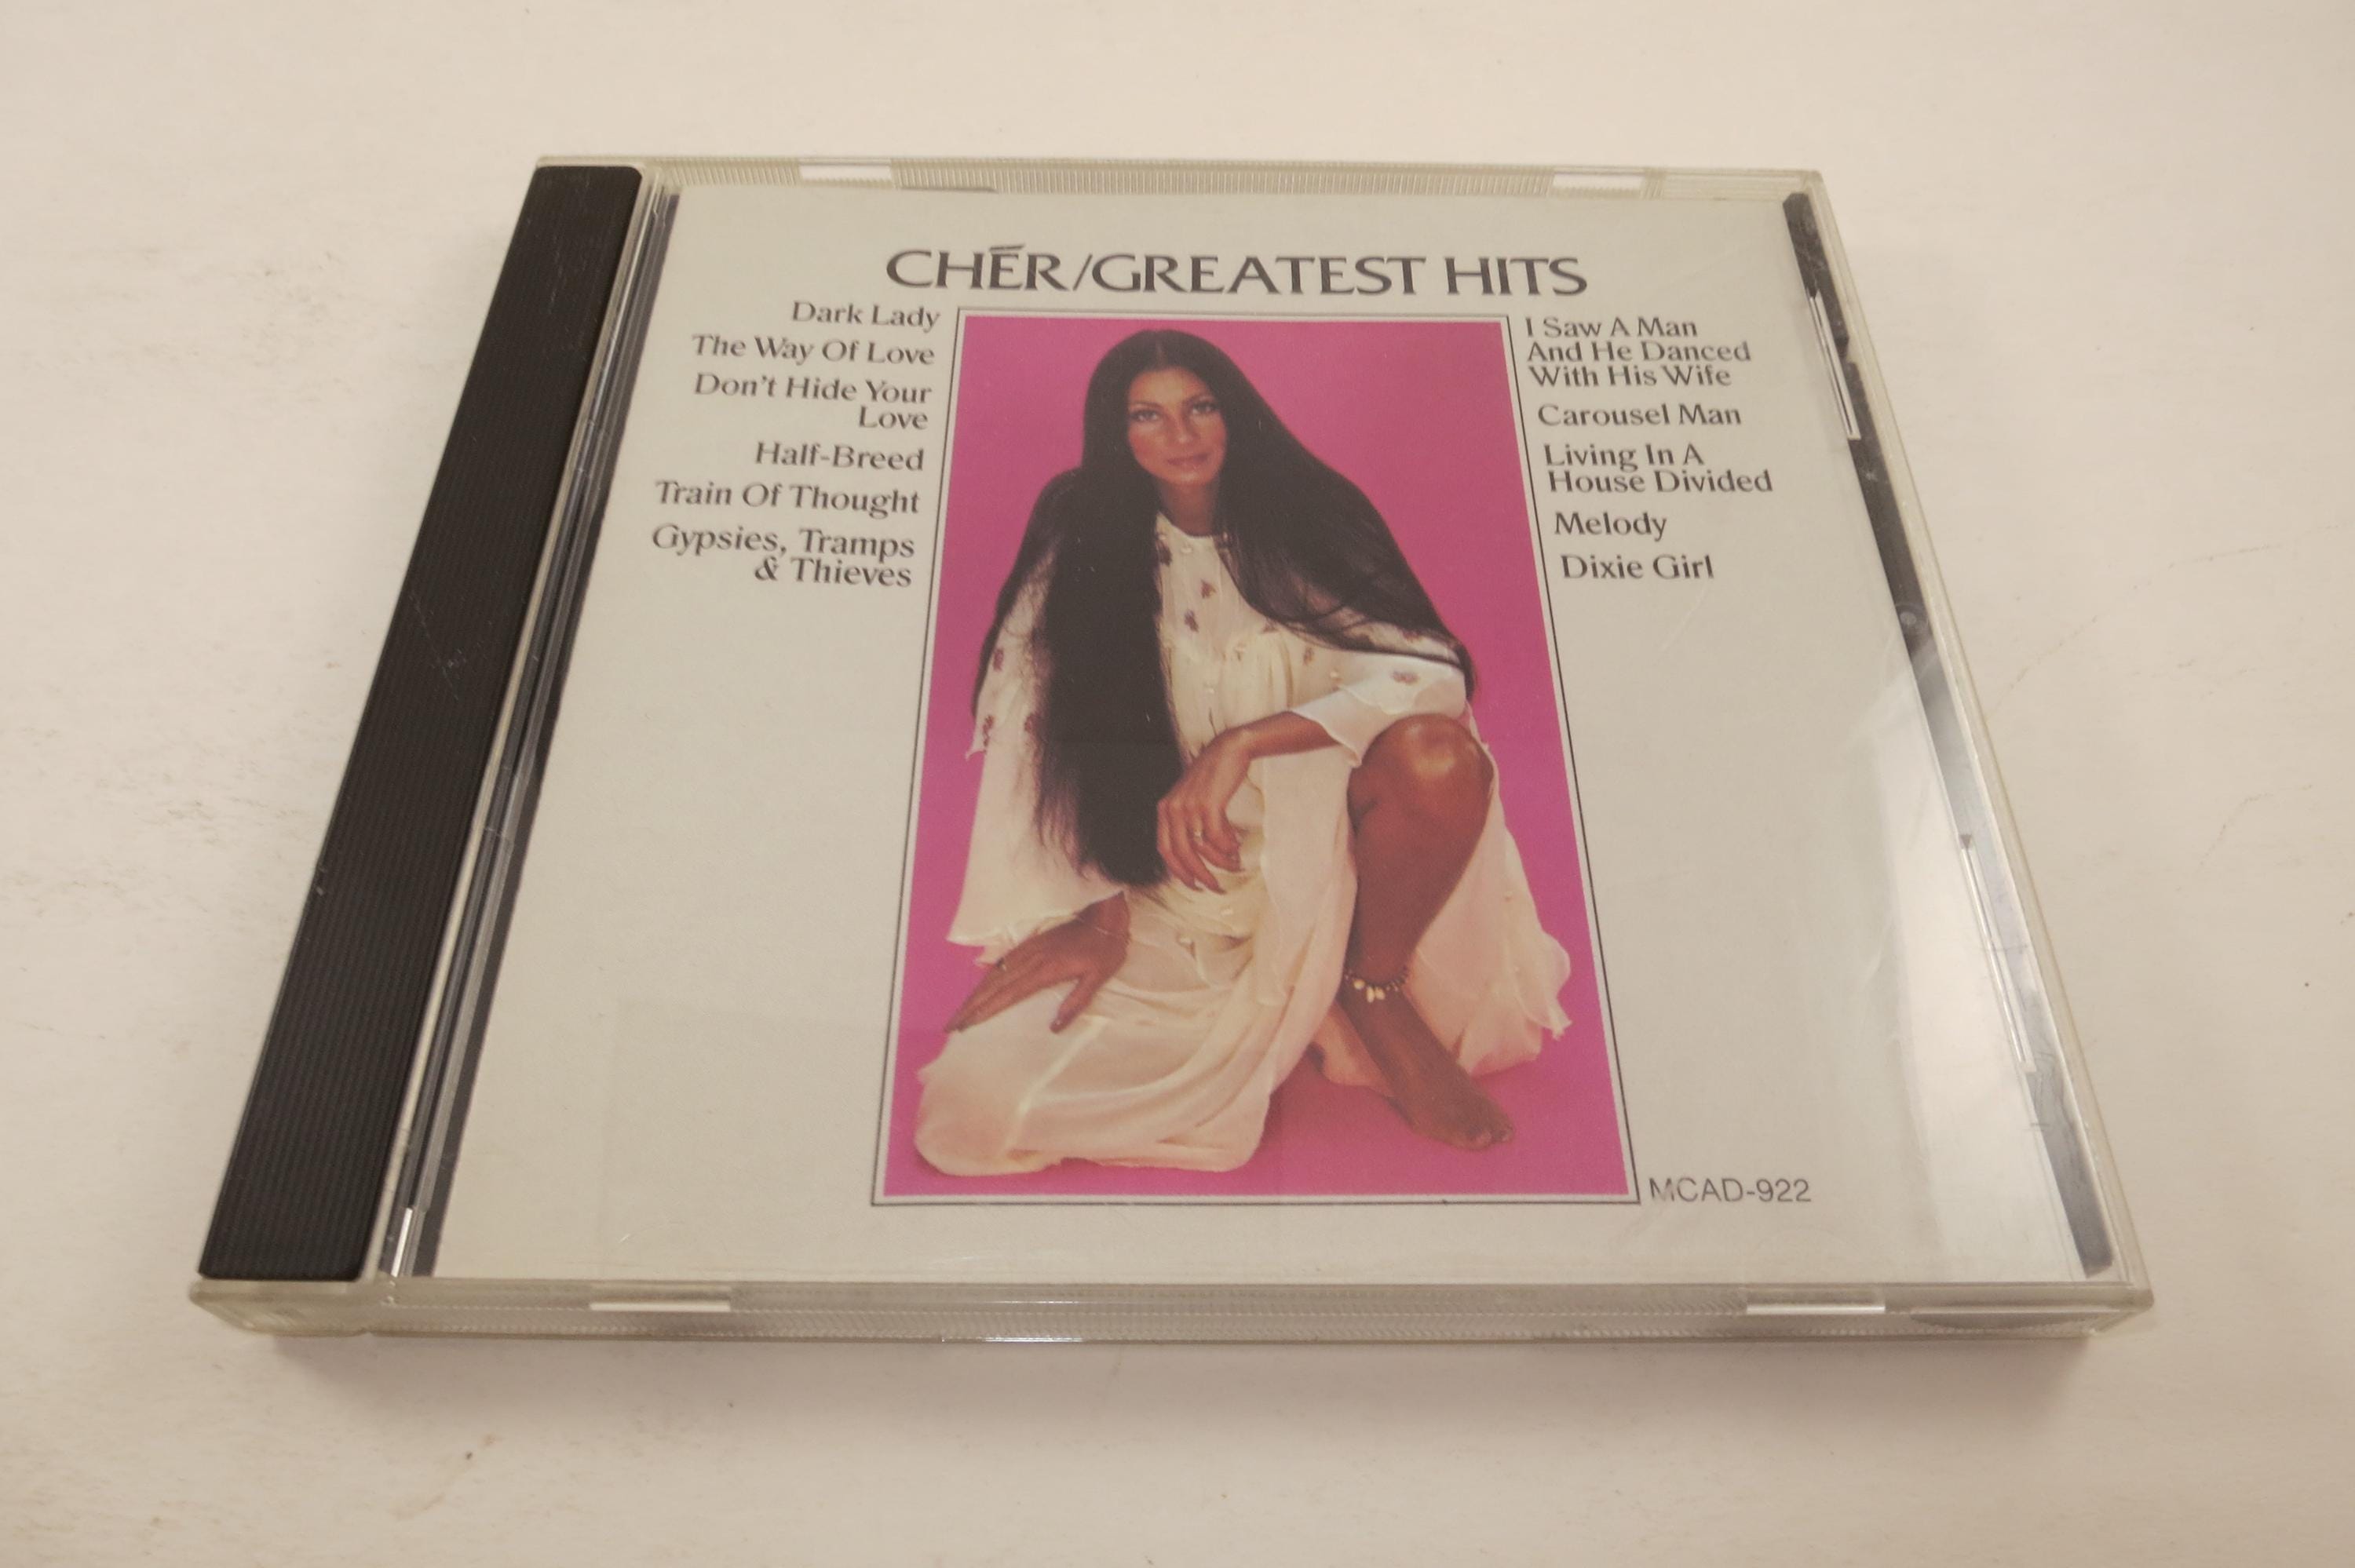 CHĒR/GREATEST HITS
Dark Lady
The Way Of Love
Don't Hide Your
Love
Half-Breed
Train Of Thought
Gypsies, Tramps
& Thieves
I Saw A Man
And He Danced
With His Wife
Carousel Man
Living In A
House Divided
Melody
Dixie Girl
MCAD-922